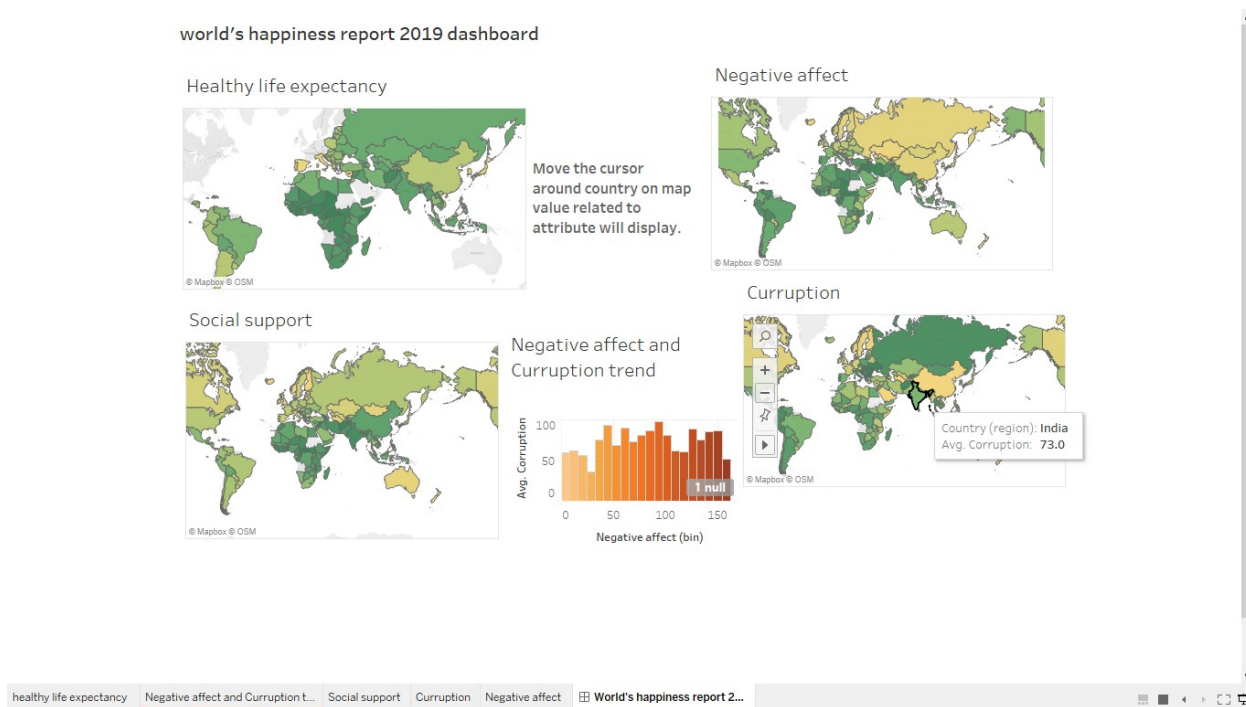 world's happiness report 2019 dashboard
Healthy life expectancy
© Mapbox © OSM
Move the cursor
around country on map
value related to
attribute will display.
Negative affect
© Mapbox © OSM
Social support
© Mapbox © OSM
Negative affect and
Curruption trend
Avg. Corruption
100
50
0
1 null
0 50 100 150
Negative affect (bin)
Curruption
Country (region): India
Avg. Corruption: 73.0
© Mapbox © OSM
healthy life expectancy Negative affect and Curruption t... Social support Curruption Negative affect World's happiness report 2...